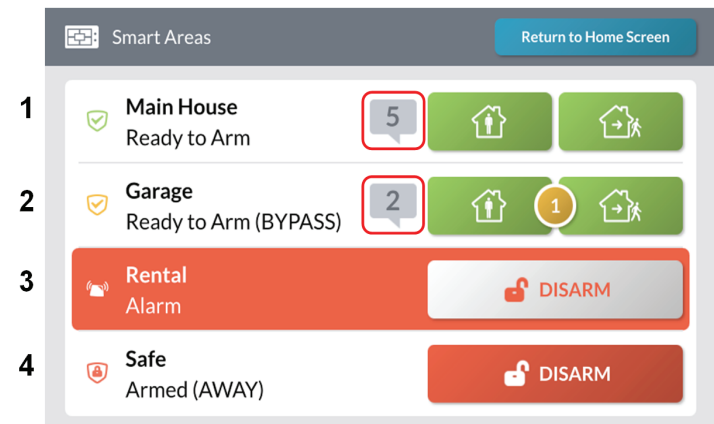 Smart Areas
Return to Home Screen
1
Main House
5
Ready to Arm
2
Garage
2
1
Ready to Arm (BYPASS)
3
Rental
DISARM
Alarm
4
Safe
DISARM
Armed (AWAY)